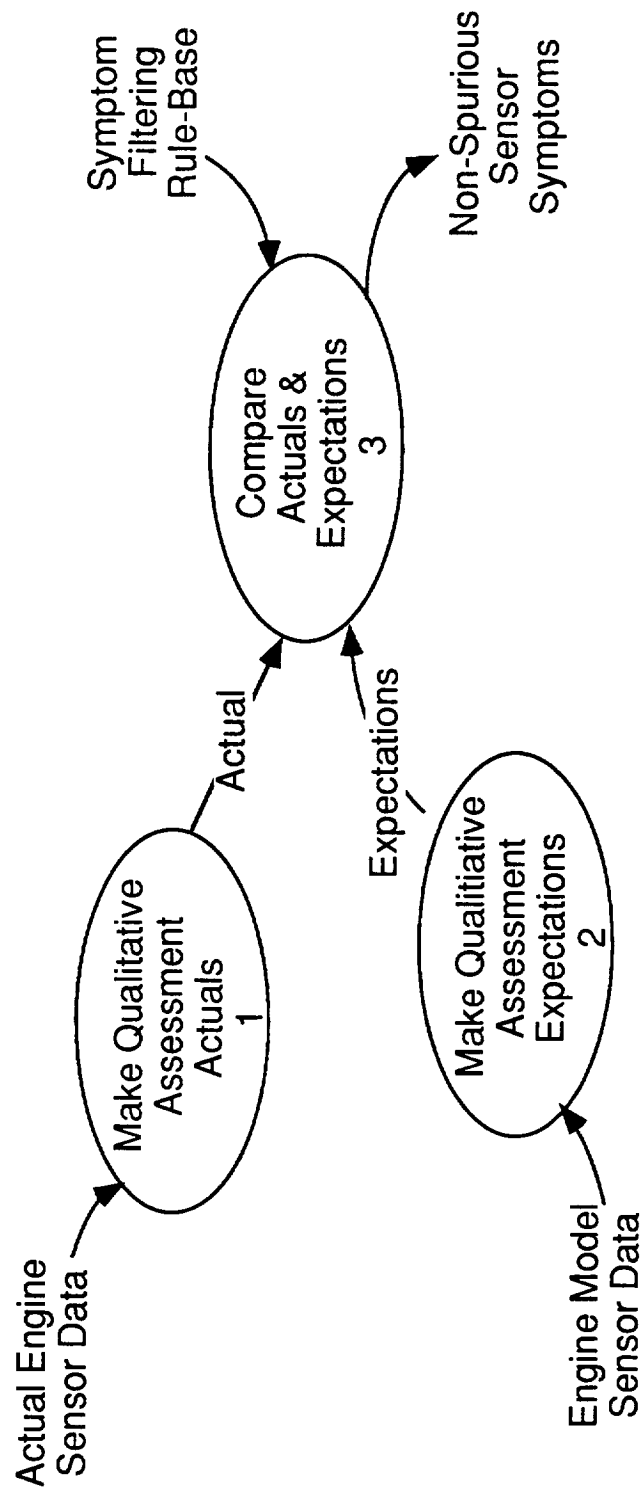 Actual Engine
Sensor Data
Make Qualitative
Assessment
Actuals
1
Actual
Engine Model
Sensor Data
Make Qualitiative
Assessment
Expectations
2
Expectations
Compare
Actuals &
Expectations
3
Symptom
Filtering
Rule-Base
Non-Spurious
Sensor
Symptoms